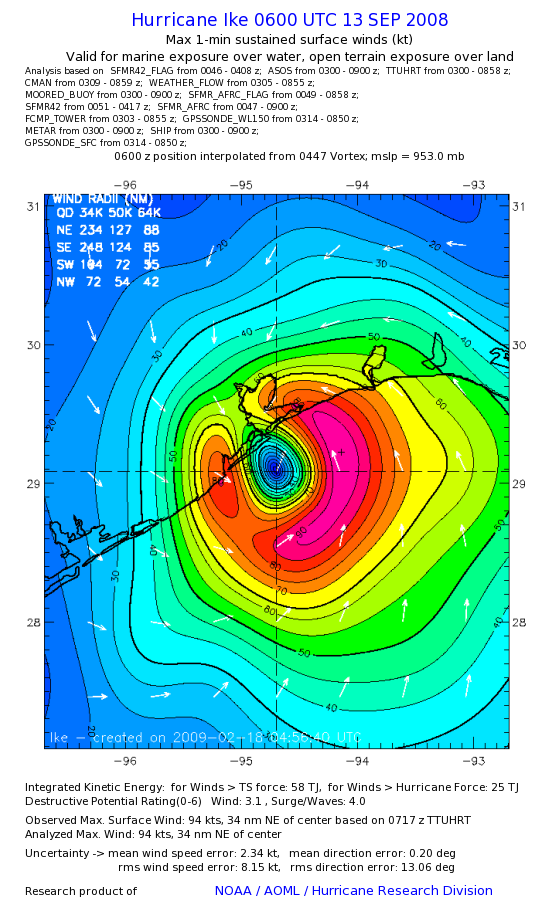 Hurricane Ike 0600 UTC 13 SEP 2008
Max 1-min sustained surface winds (kt)
Valid for marine exposure over water, open terrain exposure over land
Analysis based on SFMR42_FLAG from 0046 - 0408 z; ASOS from 0300 - 0900 z; TTUHRT from 0300 - 0858 z;
CMAN from 0309 - 0859 z; WEATHER_FLOW from 0305 - 0855 z;
MOORED_BUOY from 0300 - 0900 z; SFMR_AFRC_FLAG from 0049 - 0858 z;
SFMR42 from 0051 - 0417 z; SFMR_AFRC from 0047 - 0900 z;
FCMP_TOWER from 0303 - 0855 z; GPSSONDE_WL150 from 0314 - 0850 z;
METAR from 0300 - 0900 z; SHIP from 0300 - 0900 z;
GPSSONDE_SFC from 0314 - 0850 z;
0600 z position interpolated from 0447 Vortex; mslp = 953.0 mb
-96 -95 -94 -93
31 31
WIND RADII (NM)
QD 34K 50K 64K
NE 234 127 88
SE 248 124 85
SW 184 72 55
NW 72 54 42
20 20
30
40 40
50
30 30
30
60
60
20
50
80
29 29
90
50
80
70
40
30
60
28 28
40
50
40
20
Ike - created on 2009-02-18 04:56:40 UTC
-96 -95 -94 -93
Integrated Kinetic Energy: for Winds > TS force: 58 TJ, for Winds > Hurricane Force: 25 TJ
Destructive Potential Rating(0-6) Wind: 3.1 , Surge/Waves: 4.0
Observed Max. Surface Wind: 94 kts, 34 nm NE of center based on 0717 z TTUHRT
Analyzed Max. Wind: 94 kts, 34 nm NE of center
Uncertainty -> mean wind speed error: 2.34 kt, mean direction error: 0.20 deg
rms wind speed error: 8.15 kt, rms direction error: 13.06 deg
Research product of NOAA / AOML / Hurricane Research Division